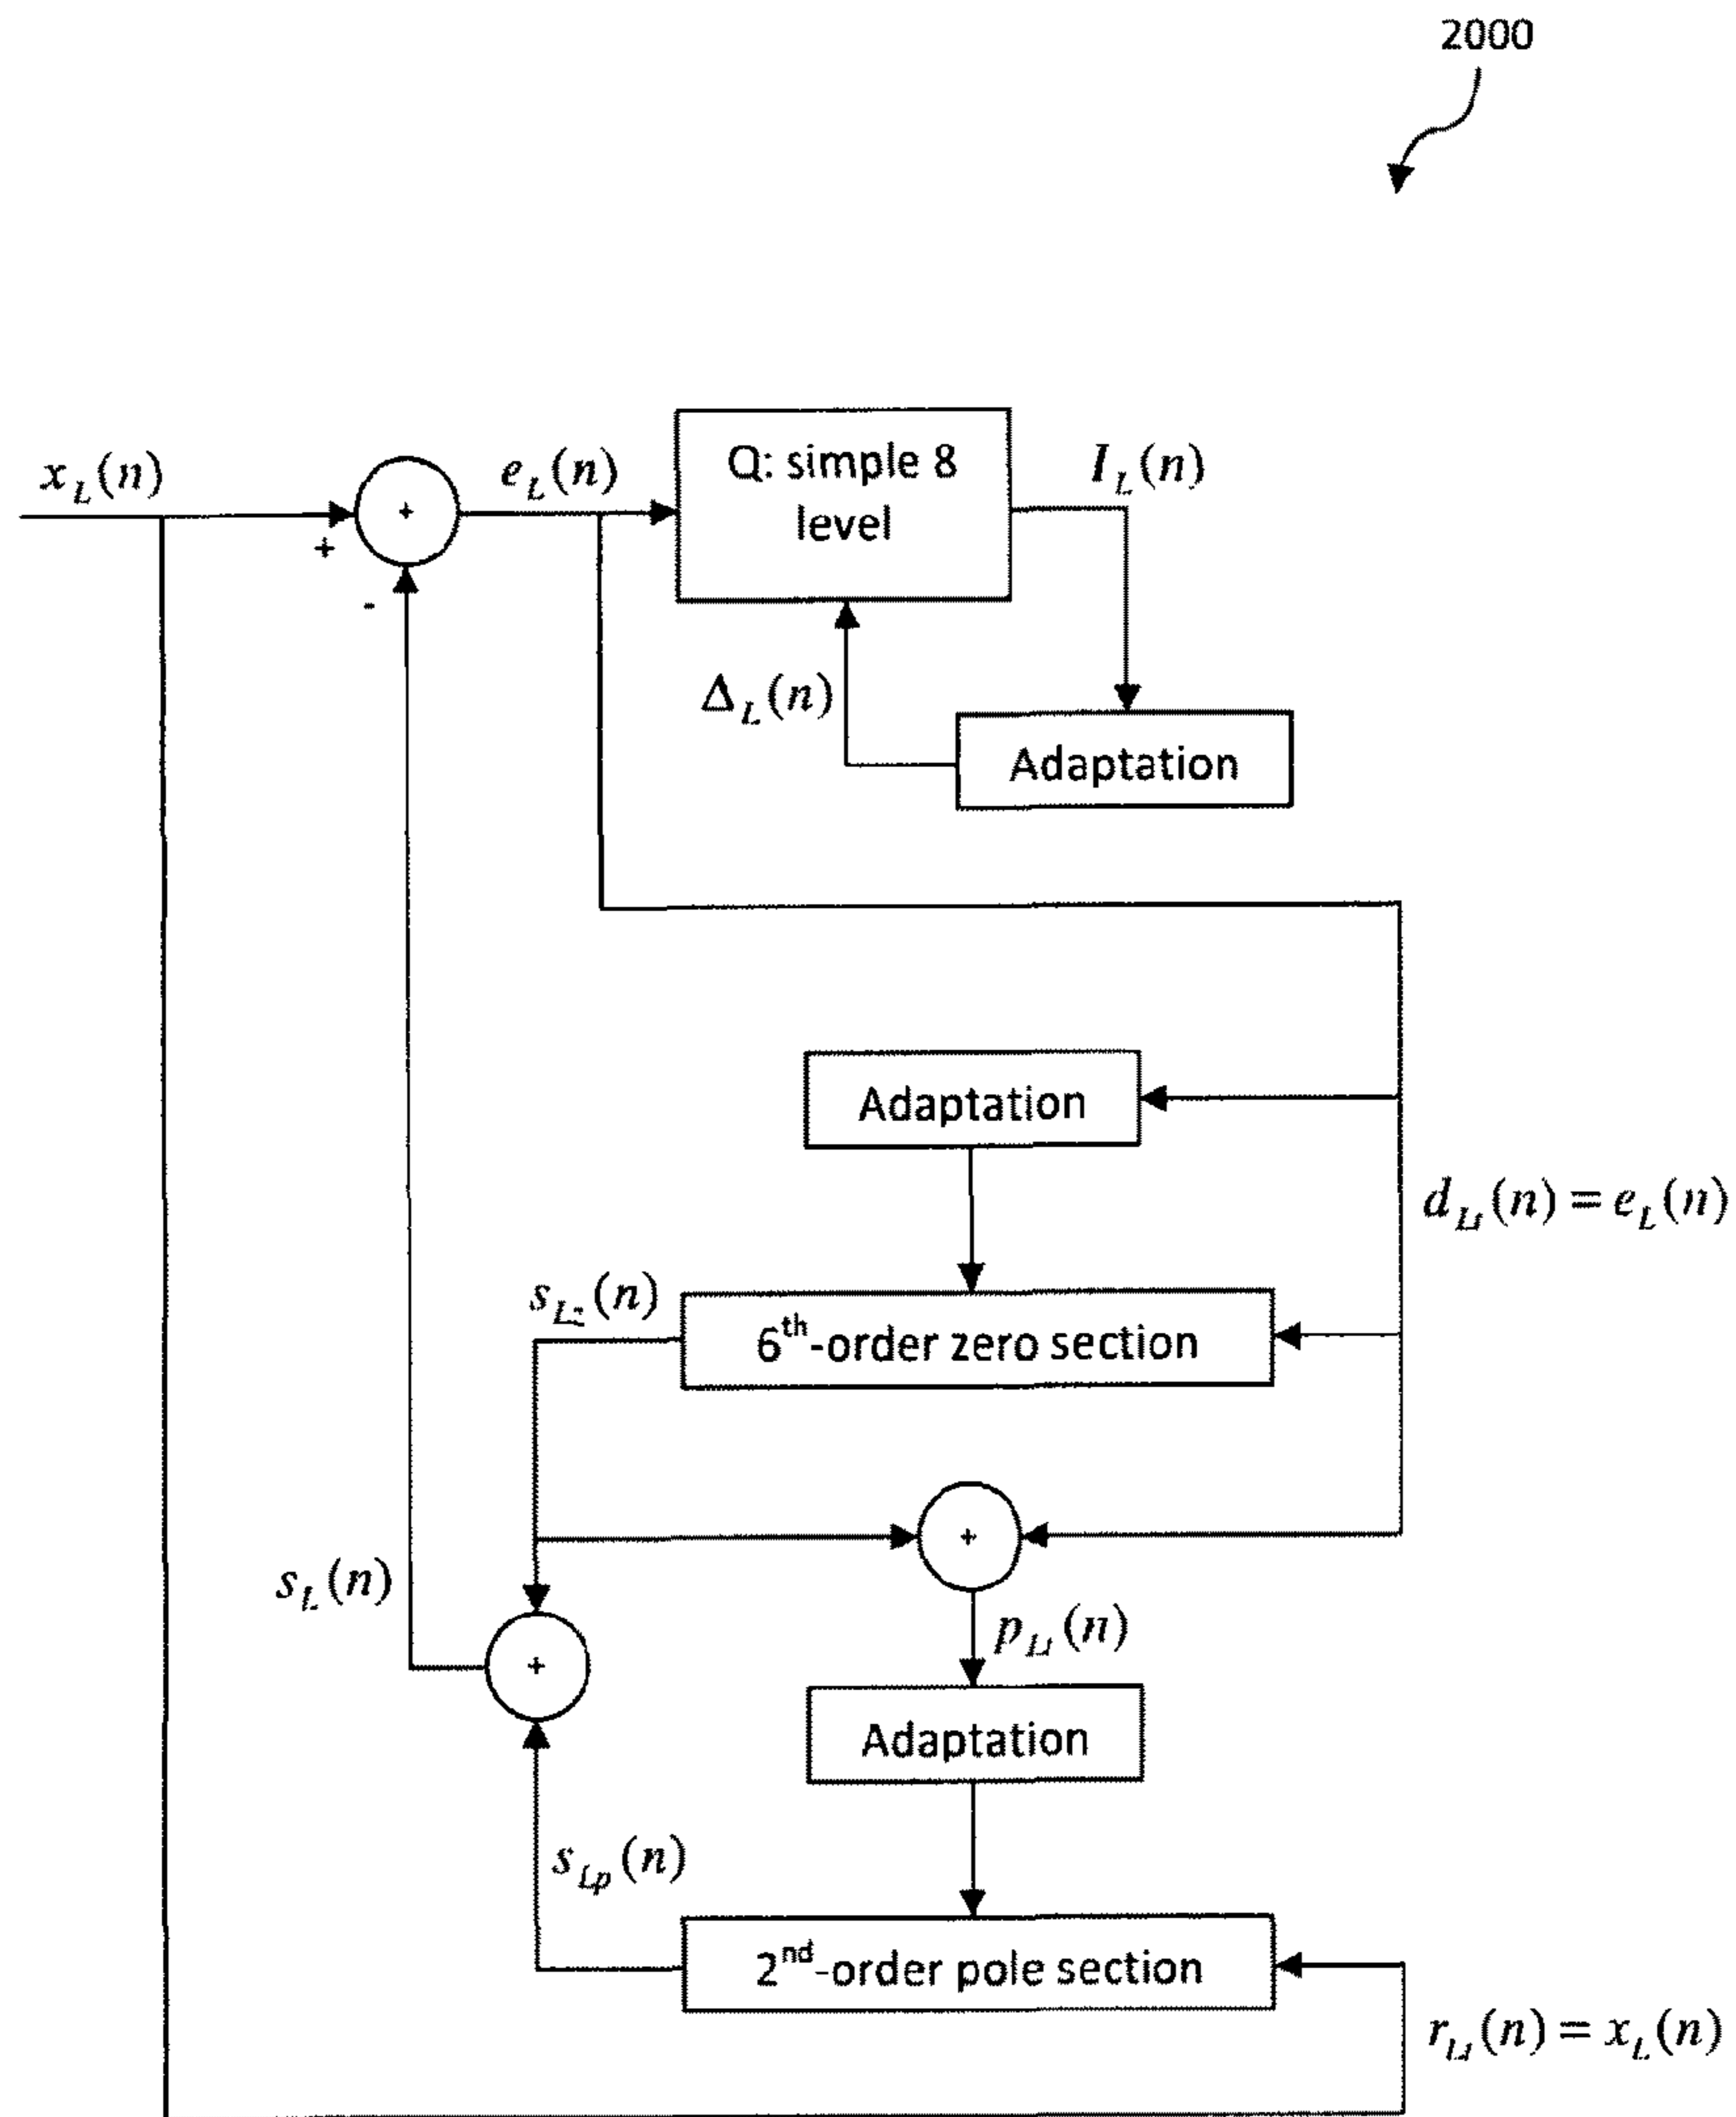 2000
x_L(n)
+
+
-
e_L(n)
Q: simple 8
level
I_L(n)
Δ_L(n)
Adaptation
Adaptation
d_Lt(n) = e_L(n)
s_Lz(n)
6th-order zero section
+
s_L(n)
+
p_Lt(n)
Adaptation
s_Lp(n)
2nd-order pole section
r_Lt(n) = x_L(n)